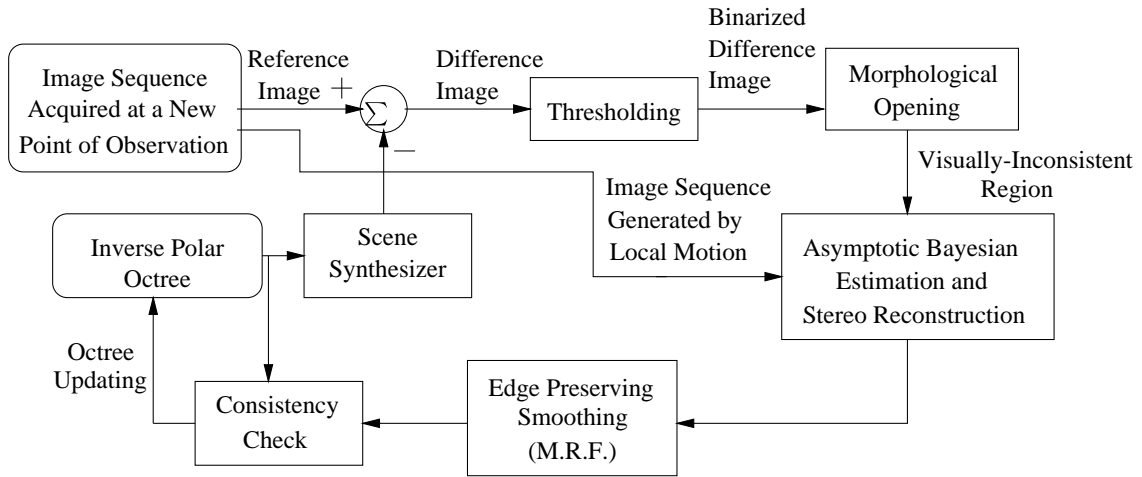 Image Sequence
Acquired at a New
Point of Observation
Reference
Image
+
Σ
−
Difference
Image
Thresholding
Binarized
Difference
Image
Morphological
Opening
Visually-Inconsistent
Region
Image Sequence
Generated by
Local Motion
Inverse Polar
Octree
Scene
Synthesizer
Asymptotic Bayesian
Estimation and
Stereo Reconstruction
Octree
Updating
Consistency
Check
Edge Preserving
Smoothing
(M.R.F.)